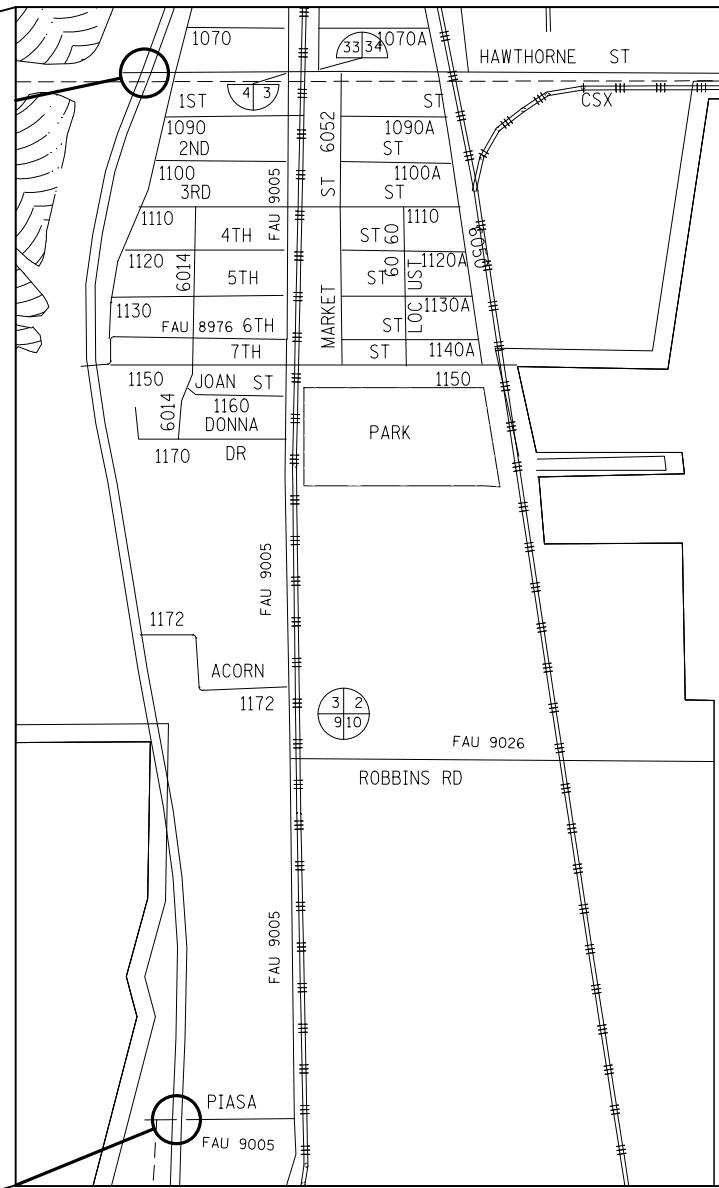 1070
33 34
1070A
HAWTHORNE ST
1ST
4 3
ST
CSX
1090
2ND
6052
1090A
ST
1100
3RD
FAU 9005
ST
1100A
ST
1110
4TH
ST
60
60
1110
1120
6014
5TH
ST
1120A
0550
1130
FAU 8976 6TH
MARKET
ST
LOC UST
1130A
7TH
ST
1140A
1150
JOAN ST
1150
6014
1160
DONNA
PARK
1170
DR
FAU 9005
1172
ACORN
1172
3 2
9 10
FAU 9026
ROBBINS RD
FAU 9005
PIASA
FAU 9005